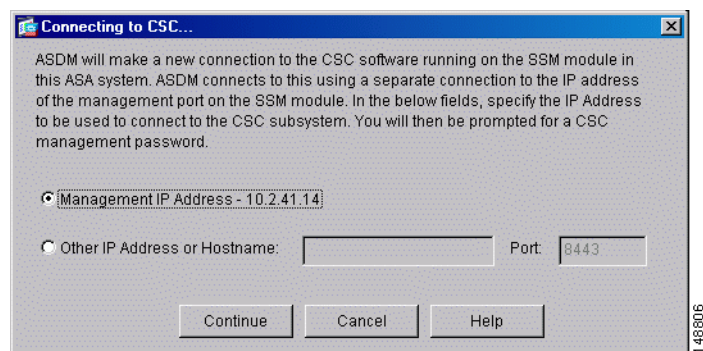 Connecting to CSC...
ASDM will make a new connection to the CSC software running on the SSM module in
this ASA system. ASDM connects to this using a separate connection to the IP address
of the management port on the SSM module. In the below fields, specify the IP Address
to be used to connect to the CSC subsystem. You will then be prompted for a CSC
management password.
Management IP Address - 10.2.41.14
Other IP Address or Hostname: Port: 8443
Continue Cancel Help
148806